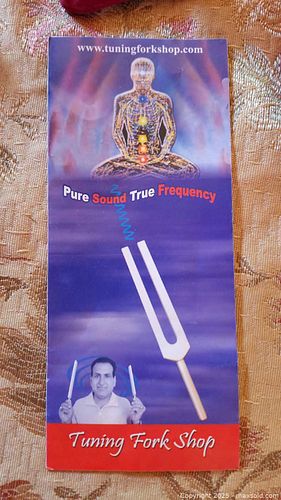 www.tuningforkshop.com
Pure Sound True Frequency
Tuning Fork Shop
Copyright 2025 - maxsold.com